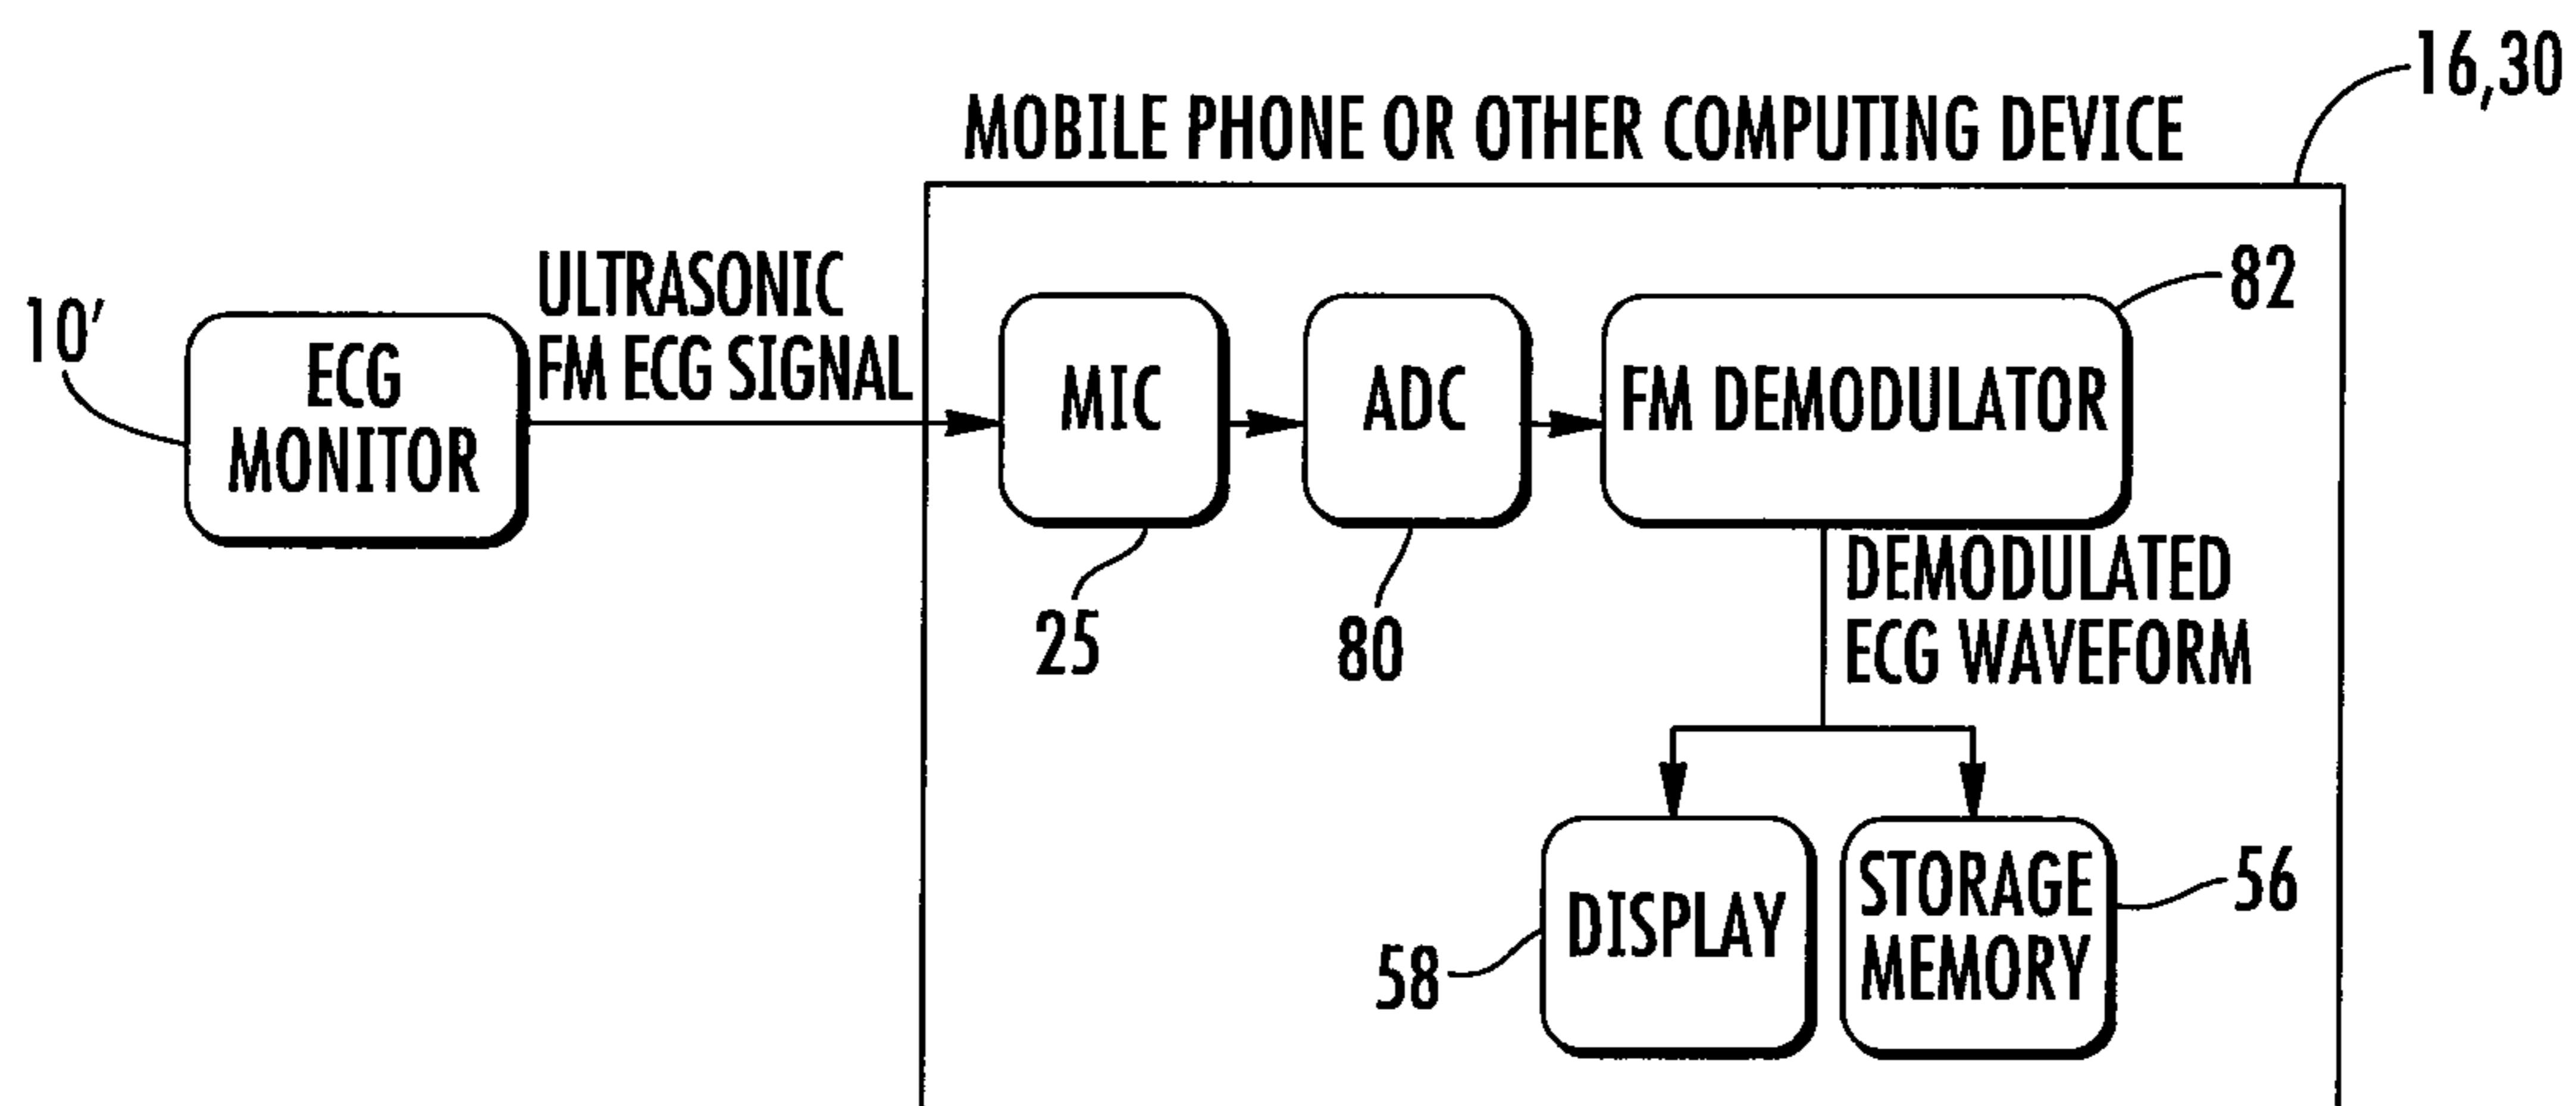 16,30
MOBILE PHONE OR OTHER COMPUTING DEVICE
10′
ECG
MONITOR
ULTRASONIC
FM ECG SIGNAL
MIC
25
ADC
80
FM DEMODULATOR
82
DEMODULATED
ECG WAVEFORM
DISPLAY
58
STORAGE
MEMORY
56